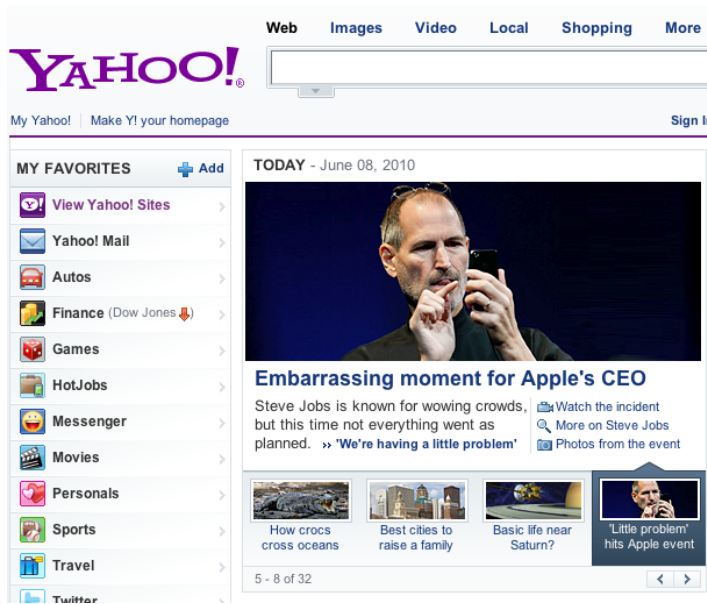 Web Images Video Local Shopping More
YAHOO!®
My Yahoo! Make Y! your homepage
Sign I
MY FAVORITES Add
View Yahoo! Sites
Yahoo! Mail
Autos
Finance (Dow Jones )
Games
HotJobs
Messenger
Movies
Personals
Sports
Travel
Twitter
TODAY - June 08, 2010
Embarrassing moment for Apple's CEO
Steve Jobs is known for wowing crowds,
but this time not everything went as
planned. ›› 'We're having a little problem'
Watch the incident
More on Steve Jobs
Photos from the event
How crocs
cross oceans
Best cities to
raise a family
Basic life near
Saturn?
'Little problem'
hits Apple event
5 - 8 of 32